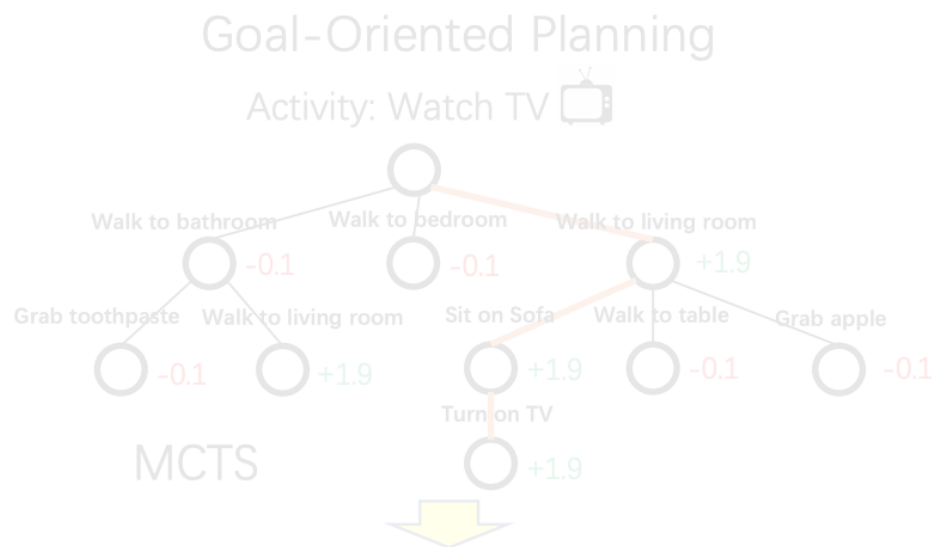 Goal-Oriented Planning
Activity: Watch TV
Walk to bathroom
Walk to bedroom
Walk to living room
-0.1
-0.1
+1.9
Grab toothpaste
Walk to living room
Sit on Sofa
Walk to table
Grab apple
-0.1
+1.9
+1.9
-0.1
-0.1
Turn on TV
MCTS
+1.9